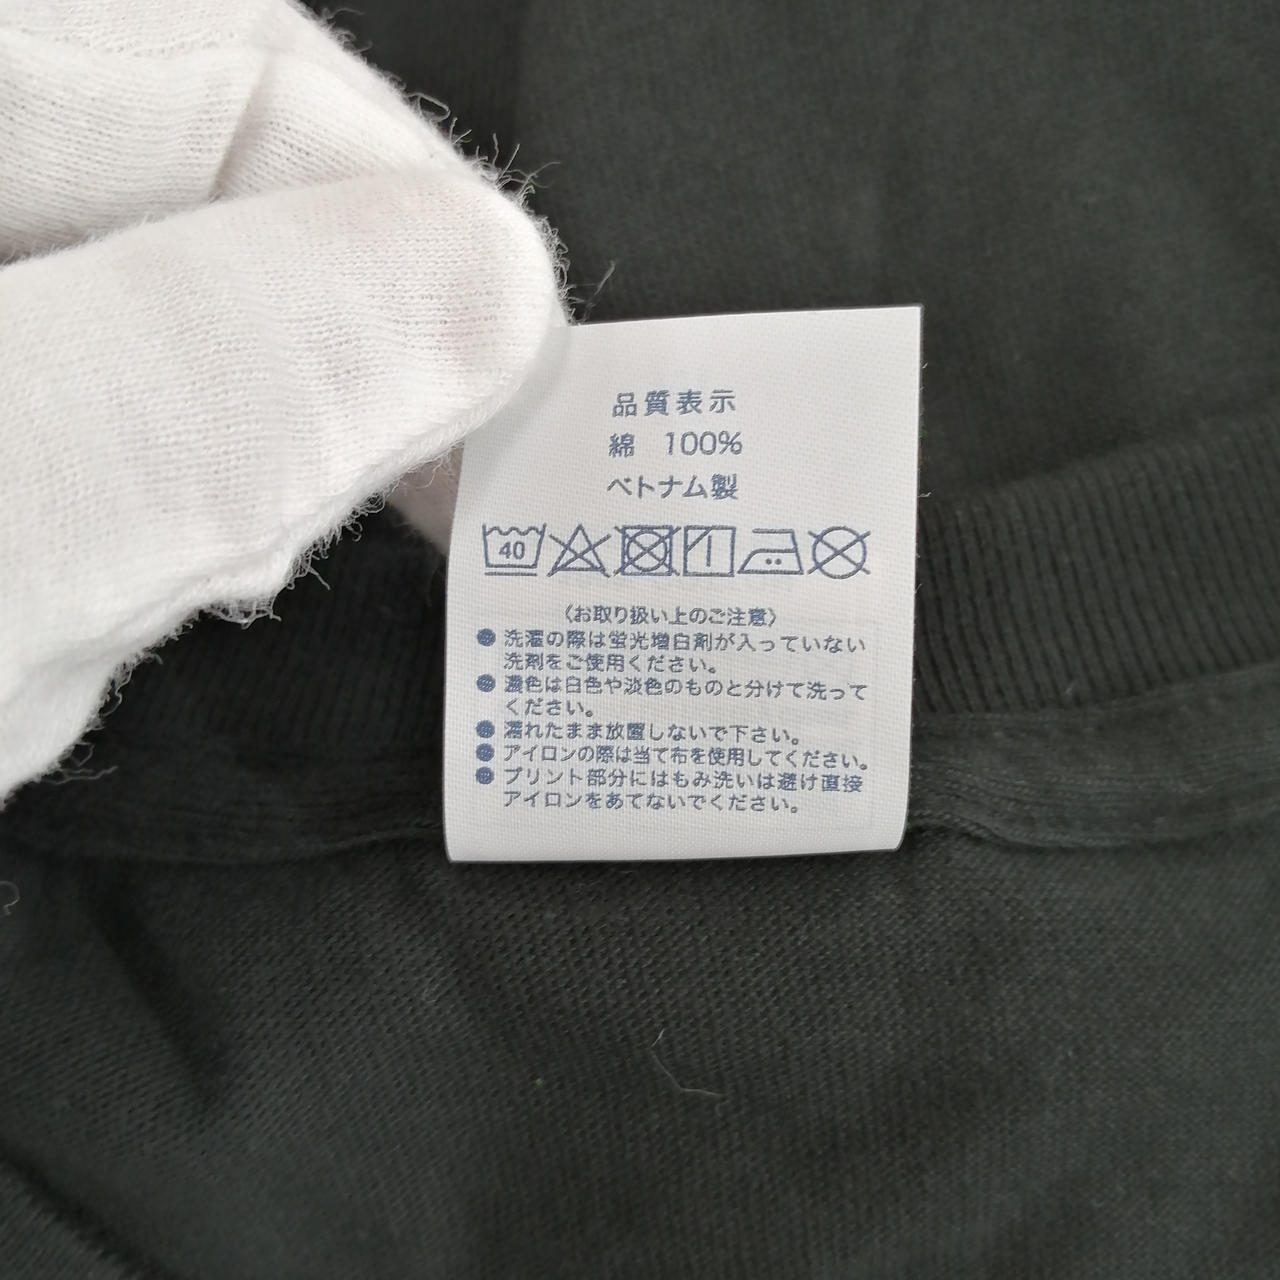 品質表示
綿 100%
ベトナム製
40
〈お取り扱い上のご注意〉
●洗濯の際は蛍光増白剤が入っていない
洗剤をご使用ください。
●濃色は白色や淡色のものと分けて洗って
ください。
●濡れたまま放置しないで下さい。
●アイロンの際は当て布を使用してください。
●プリント部分にはもみ洗いは避け直接
アイロンをあてないでください。